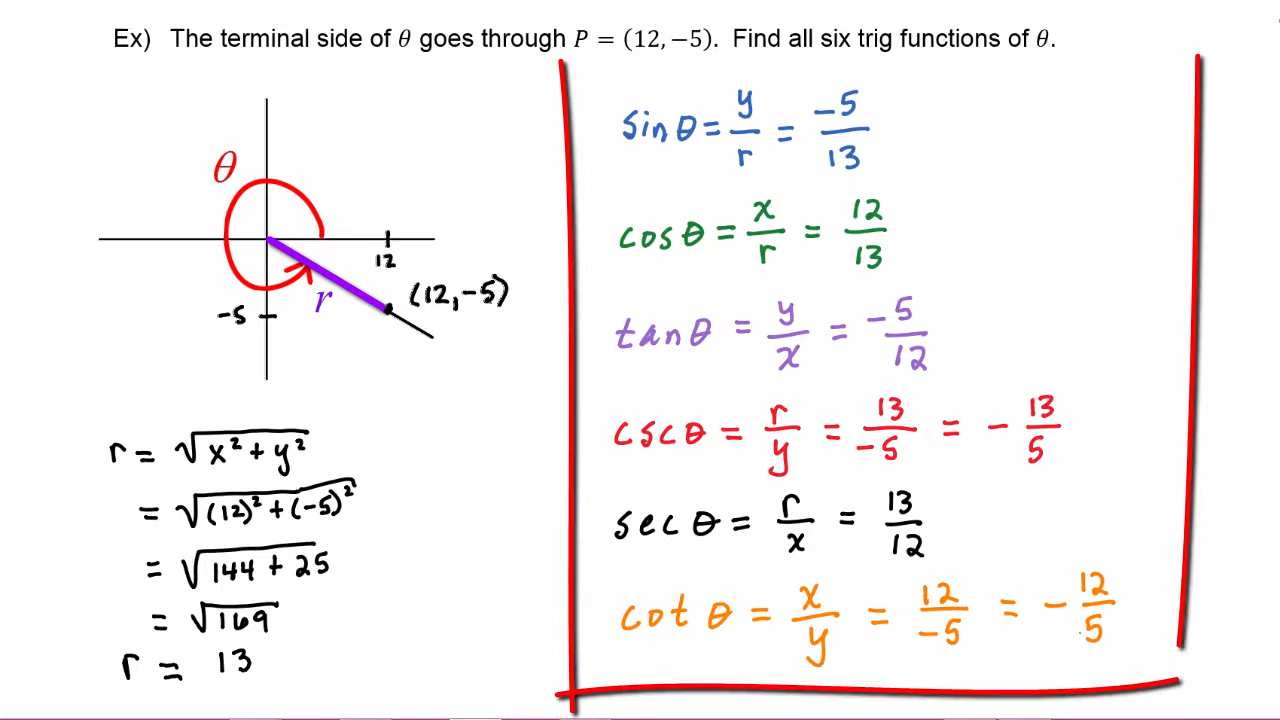 Ex) The terminal side of θ goes through P = (12, −5). Find all six trig functions of θ.
θ
12
(12, -5)
r
-5
r = √(x² + y²)
= √((12)² + (-5)²)
= √(144 + 25)
= √169
r = 13
sin θ = y/r = -5/13
cos θ = x/r = 12/13
tan θ = y/x = -5/12
csc θ = r/y = 13/-5 = -13/5
sec θ = r/x = 13/12
cot θ = x/y = 12/-5 = -12/5